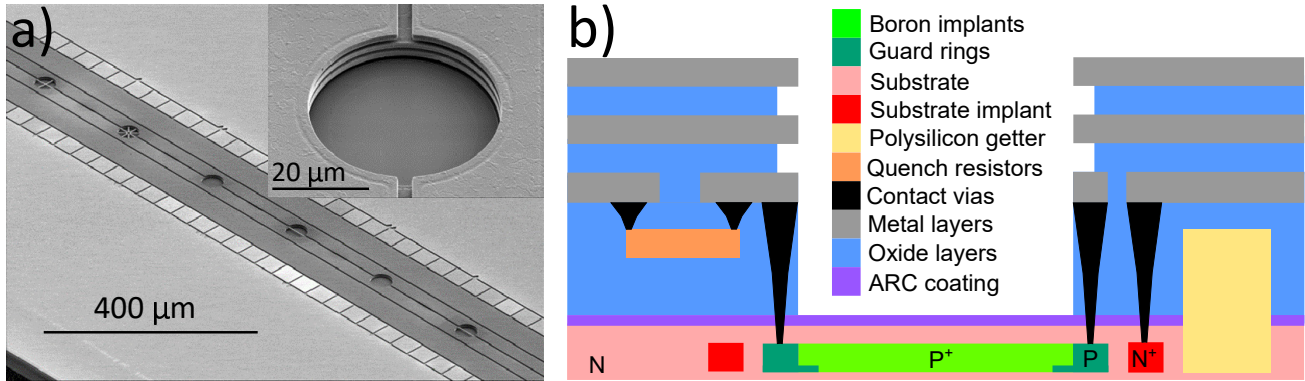 a)
20 µm
400 µm
b)
Boron implants
Guard rings
Substrate
Substrate implant
Polysilicon getter
Quench resistors
Contact vias
Metal layers
Oxide layers
ARC coating
N
P+
P
N+